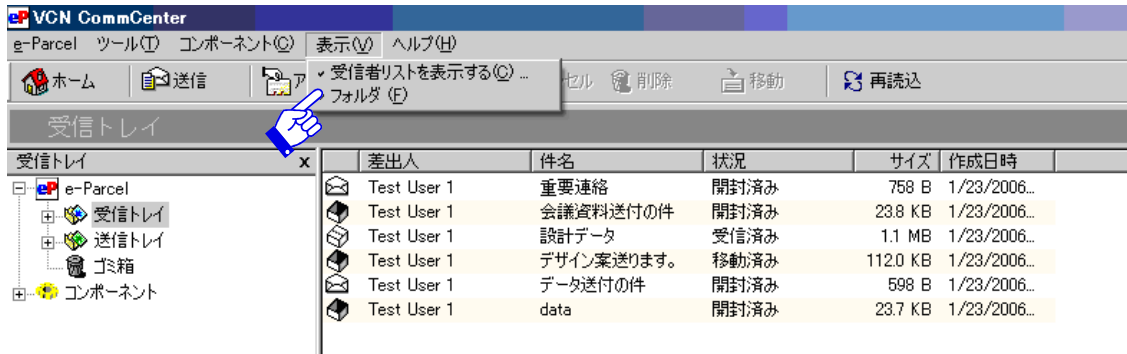 eP VCN CommCenter
e-Parcel ツール(T) コンポーネント(C) 表示(V) ヘルプ(H)
ホーム 送信 ア セル 削除 移動 再読込
✓ 受信者リストを表示する(C) ...
フォルダ (F)
受信トレイ
受信トレイ x 差出人 件名 状況 サイズ 作成日時
eP e-Parcel Test User 1 重要連絡 開封済み 758 B 1/23/2006...
受信トレイ Test User 1 会議資料送付の件 開封済み 23.8 KB 1/23/2006...
送信トレイ Test User 1 設計データ 受信済み 1.1 MB 1/23/2006...
ゴミ箱 Test User 1 デザイン案送ります。 移動済み 112.0 KB 1/23/2006...
コンポーネント Test User 1 データ送付の件 開封済み 598 B 1/23/2006...
Test User 1 data 開封済み 23.7 KB 1/23/2006...